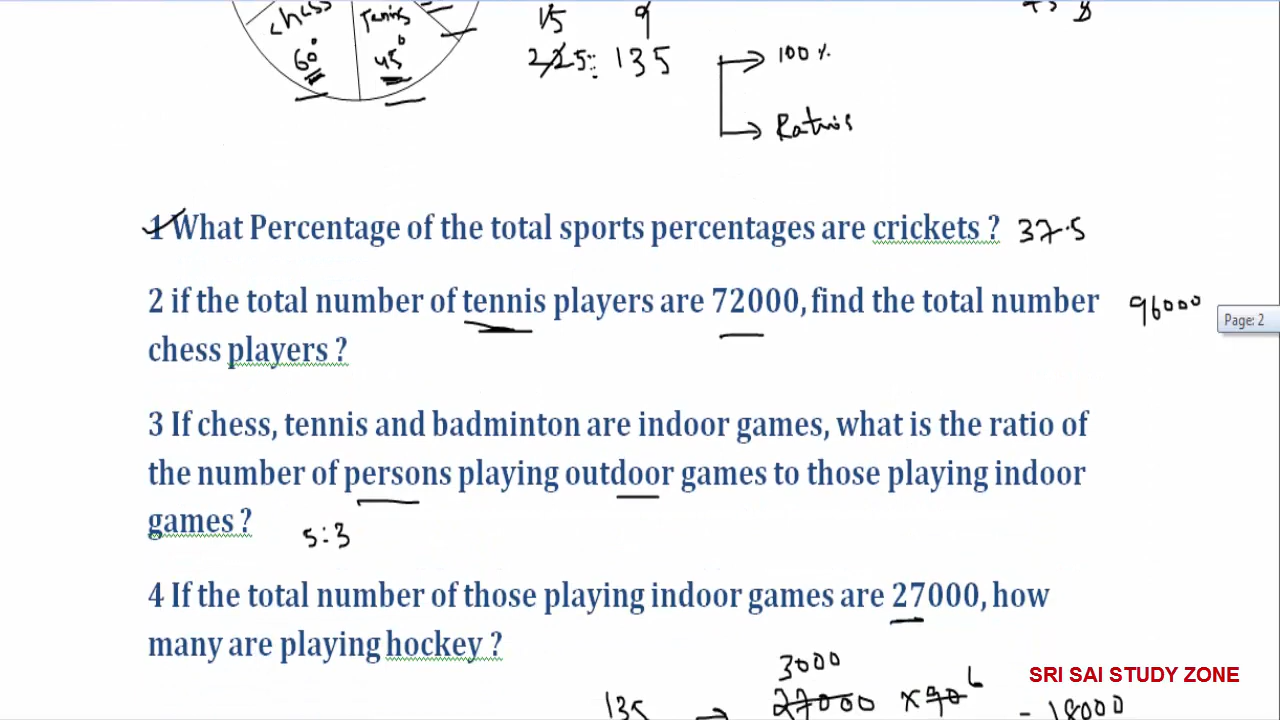 chess
Tennis
60°
45°
15 9
225 : 135
100 %
Ratios
1 What Percentage of the total sports percentages are crickets ? 37.5
2 if the total number of tennis players are 72000, find the total number 96000
chess players ?
Page: 2
3 If chess, tennis and badminton are indoor games, what is the ratio of
the number of persons playing outdoor games to those playing indoor
games ? 5:3
4 If the total number of those playing indoor games are 27000, how
many are playing hockey ?
3000
SRI SAI STUDY ZONE
135 → 27000 x 90 6 = 18000